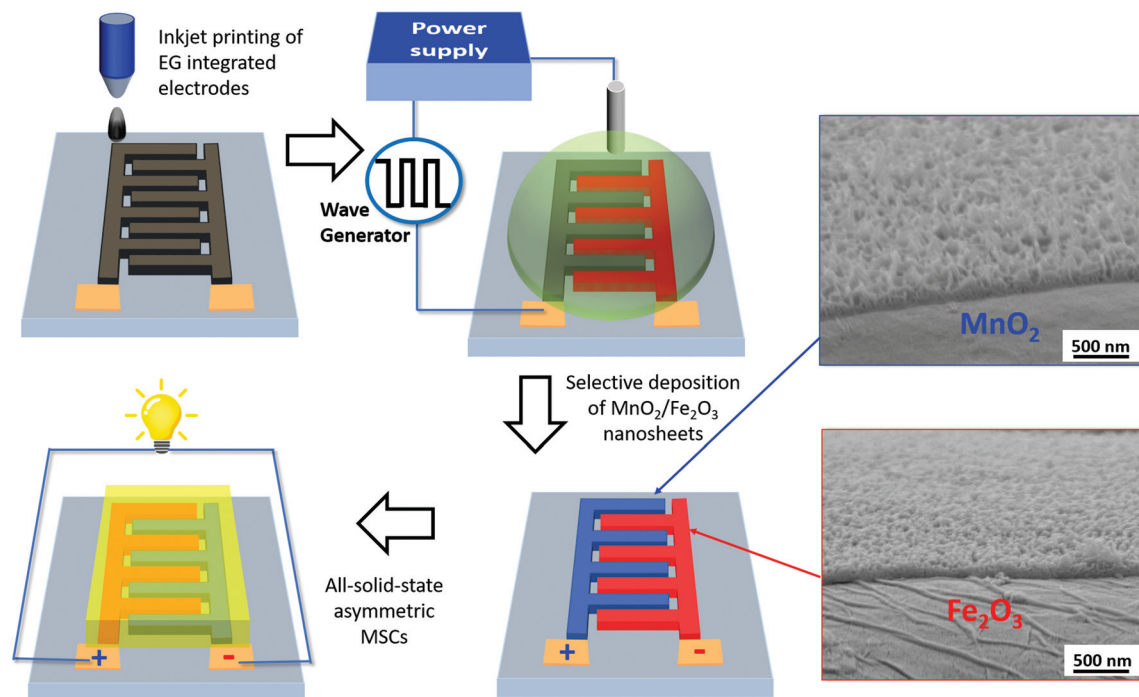 Inkjet printing of
EG integrated
electrodes
Power
supply
Wave
Generator
MnO₂
500 nm
Selective deposition
of MnO₂/Fe₂O₃
nanosheets
All-solid-state
asymmetric
MSCs
+
-
+
-
Fe₂O₃
500 nm